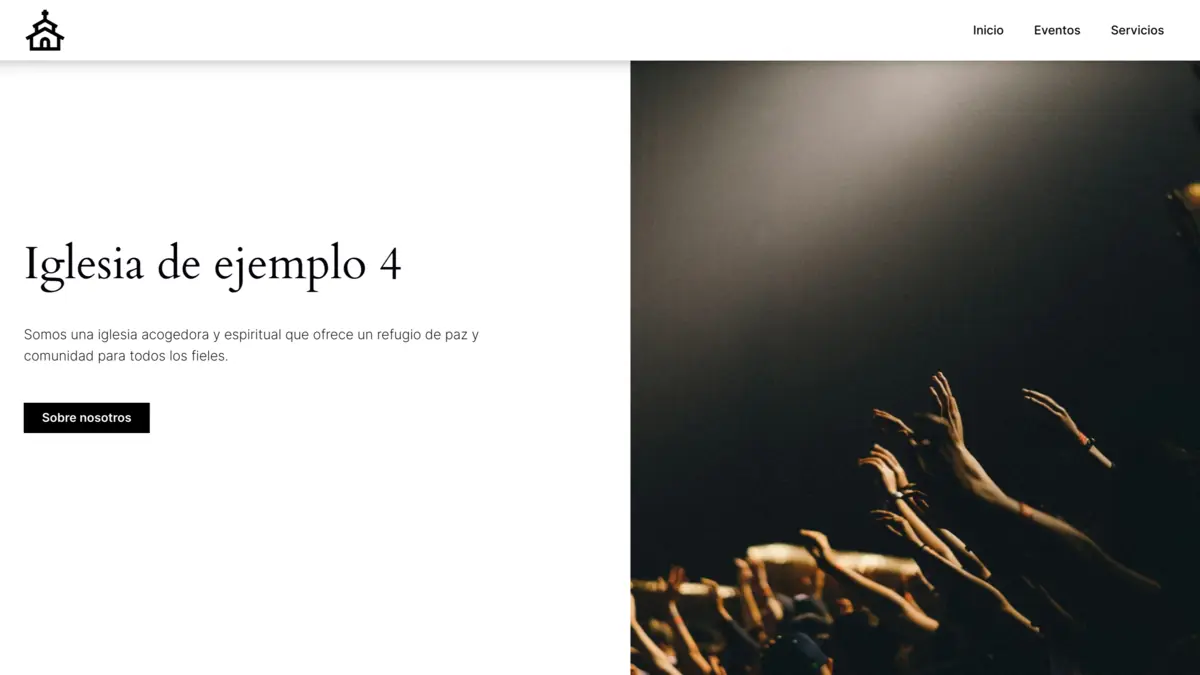 Inicio
Eventos
Servicios
Iglesia de ejemplo 4
Somos una iglesia acogedora y espiritual que ofrece un refugio de paz y
comunidad para todos los fieles.
Sobre nosotros